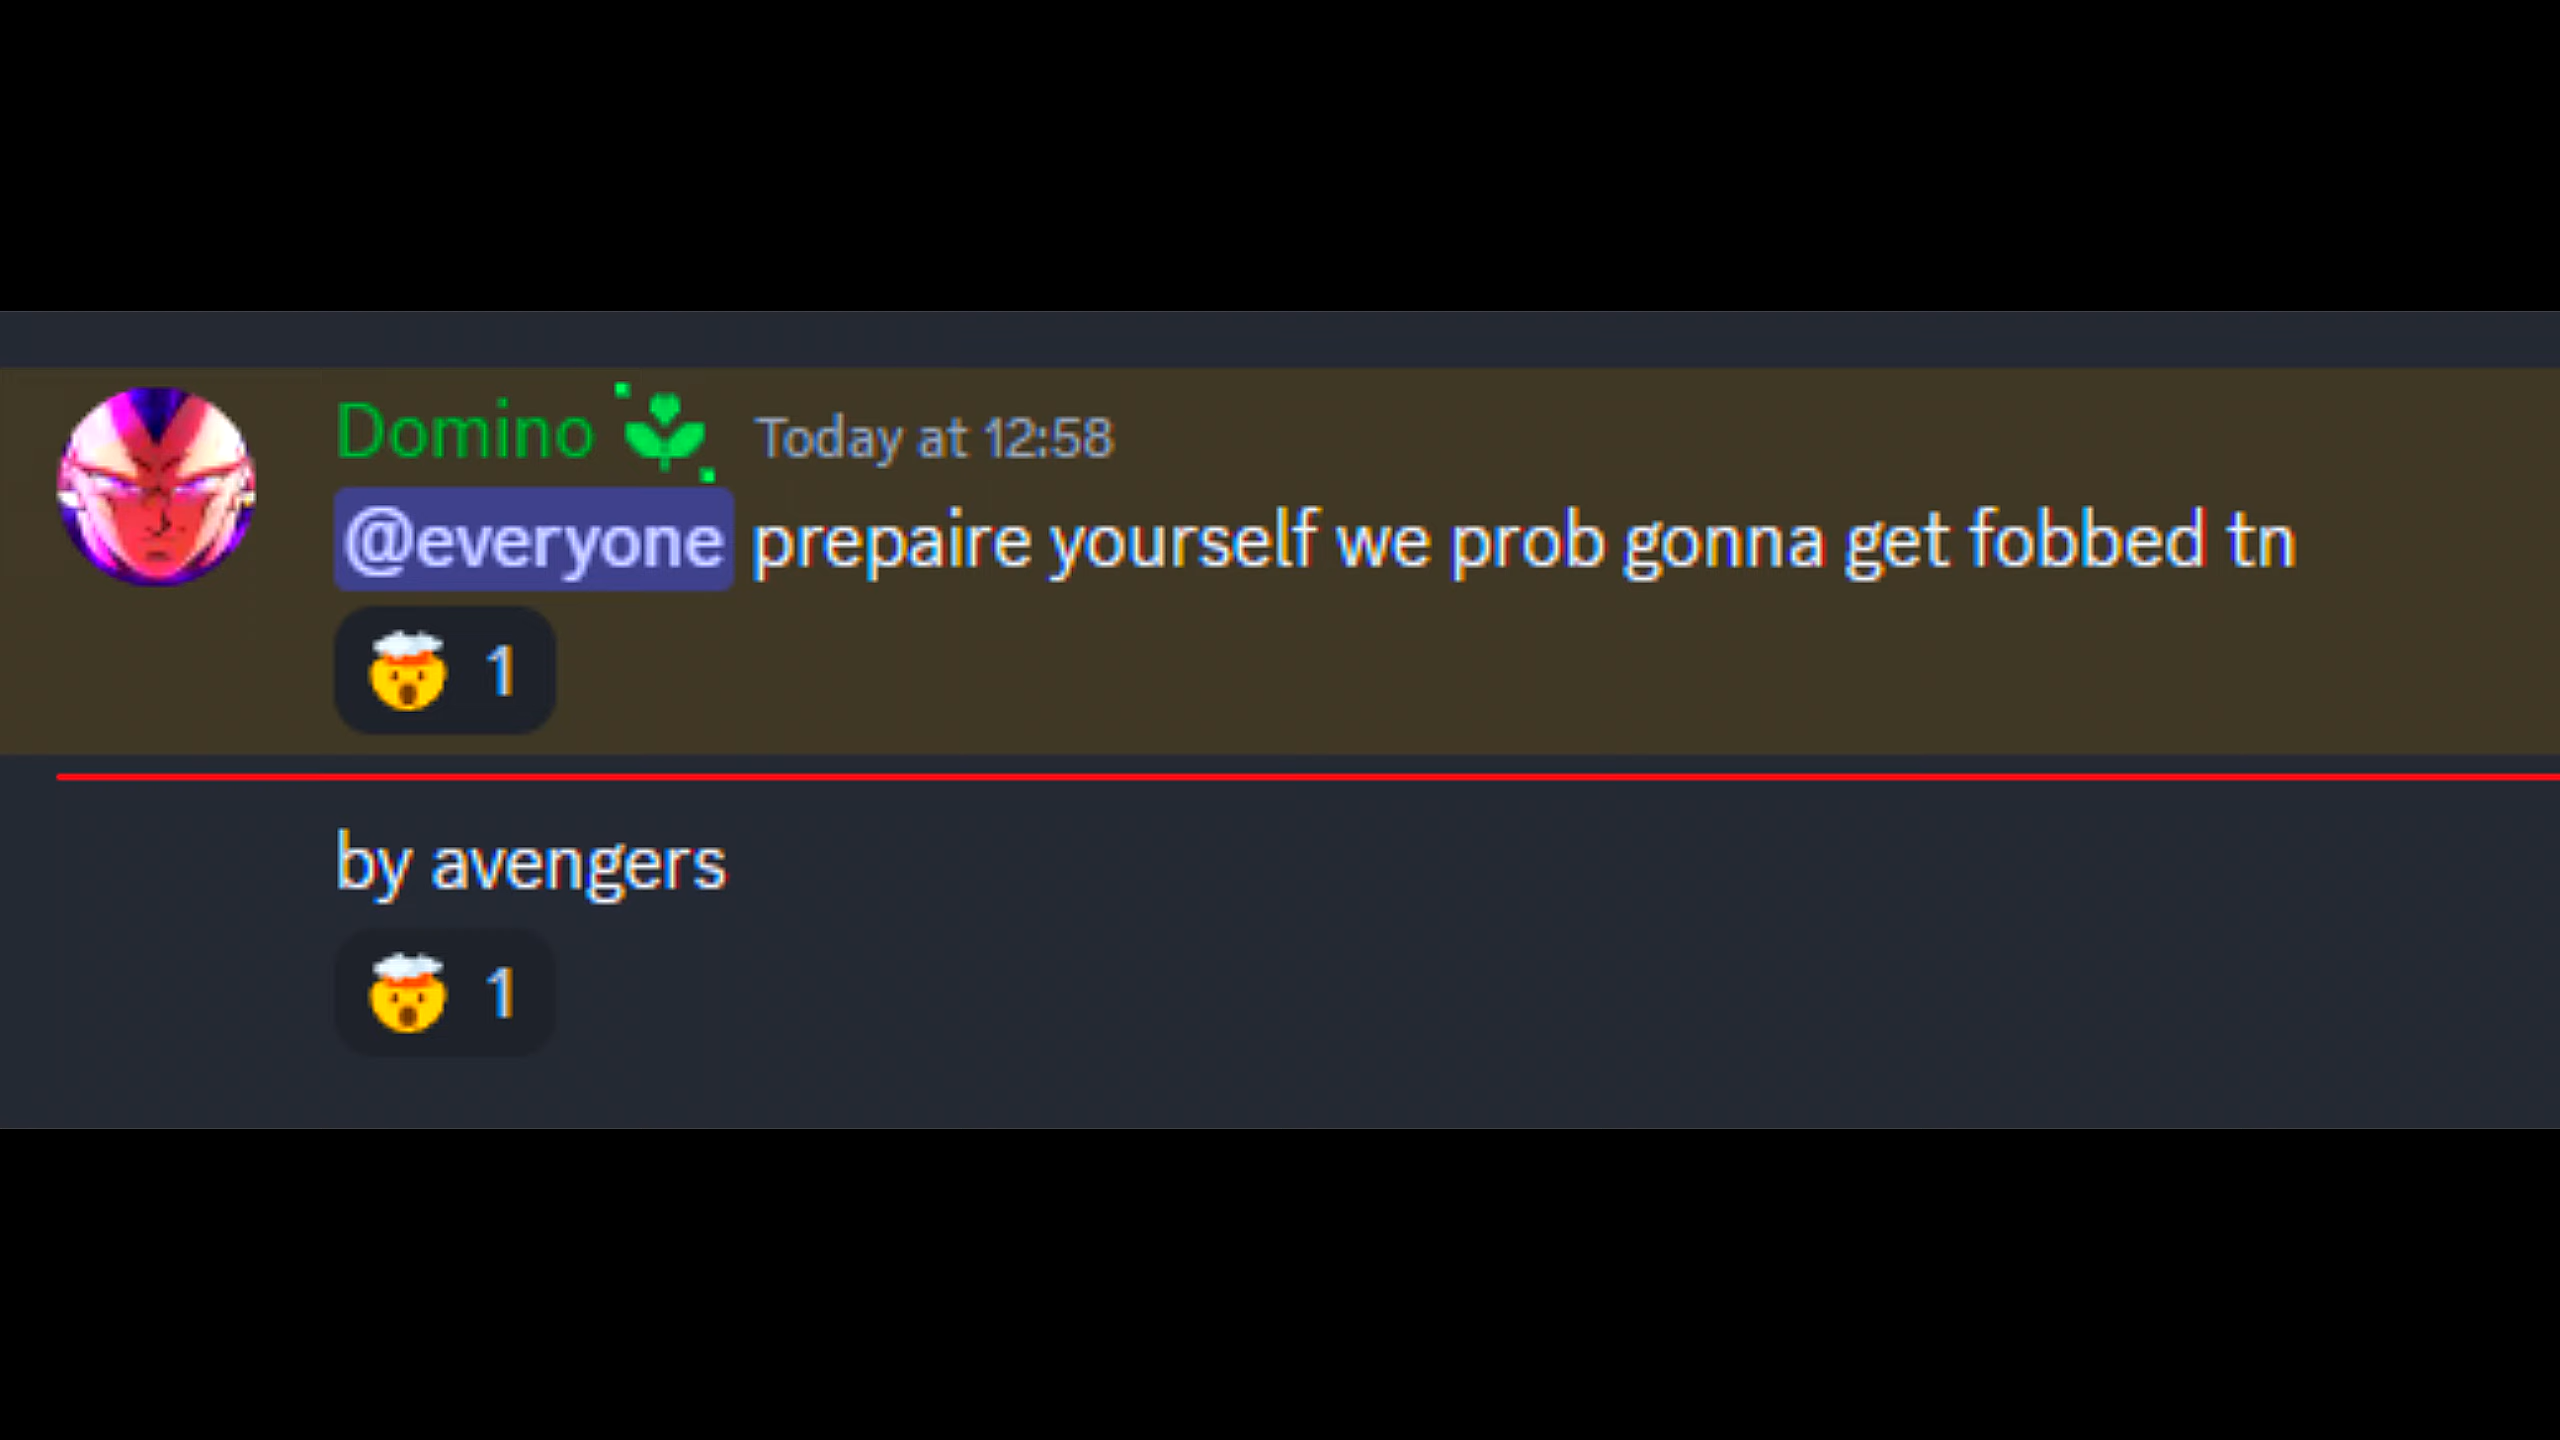 Domino Today at 12:58
@everyone prepaire yourself we prob gonna get fobbed tn
🤯 1
by avengers
🤯 1